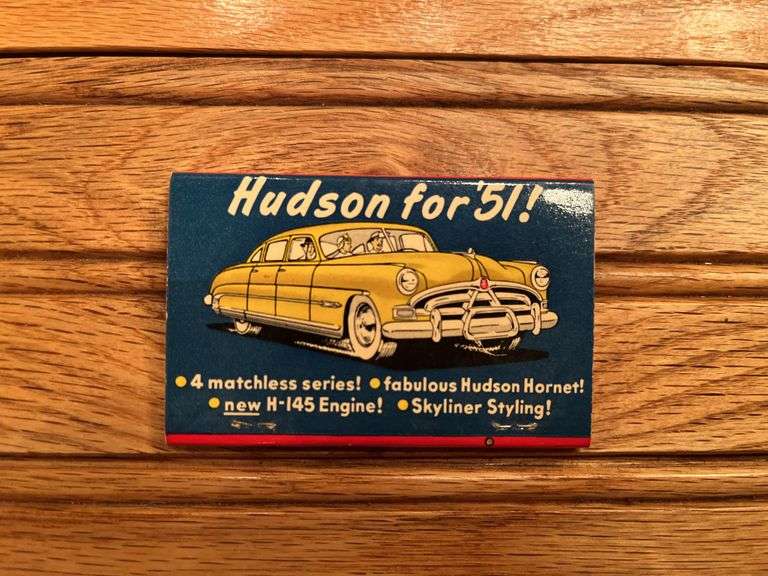 Hudson for '51!
• 4 matchless series! • fabulous Hudson Hornet!
• new H-145 Engine! • Skyliner Styling!